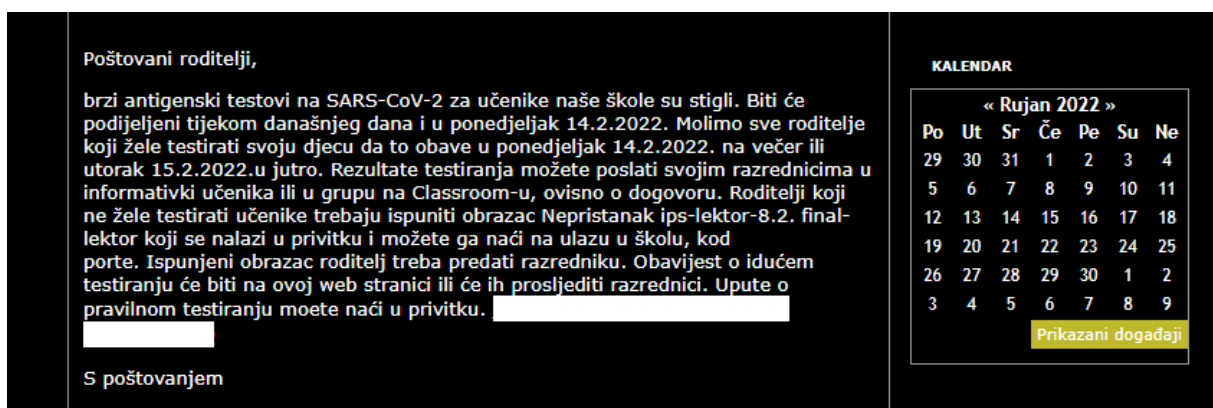 Poštovani roditelji,
brzi antigenski testovi na SARS-CoV-2 za učenike naše škole su stigli. Biti će
podijeljeni tijekom današnjeg dana i u ponedjeljak 14.2.2022. Molimo sve roditelje
koji žele testirati svoju djecu da to obave u ponedjeljak 14.2.2022. na večer ili
utorak 15.2.2022.u jutro. Rezultate testiranja možete poslati svojim razrednicima u
informativki učenika ili u grupu na Classroom-u, ovisno o dogovoru. Roditelji koji
ne žele testirati učenike trebaju ispuniti obrazac Nepristanak ips-lektor-8.2. final-
lektor koji se nalazi u privitku i možete ga naći na ulazu u školu, kod
porte. Ispunjeni obrazac roditelj treba predati razredniku. Obavijest o idućem
testiranju će biti na ovoj web stranici ili će ih prosljediti razrednici. Upute o
pravilnom testiranju moete naći u privitku.
S poštovanjem
KALENDAR
« Rujan 2022 »
Po Ut Sr Če Pe Su Ne
29 30 31 1 2 3 4
5 6 7 8 9 10 11
12 13 14 15 16 17 18
19 20 21 22 23 24 25
26 27 28 29 30 1 2
3 4 5 6 7 8 9
Prikazani događaji